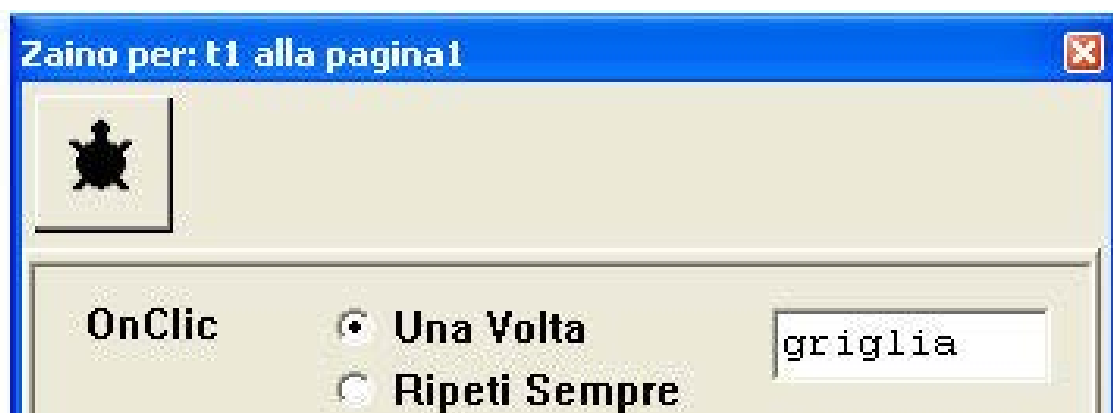 Zaino per: t1 alla pagina1
OnClic
Una Volta
griglia
Ripeti Sempre